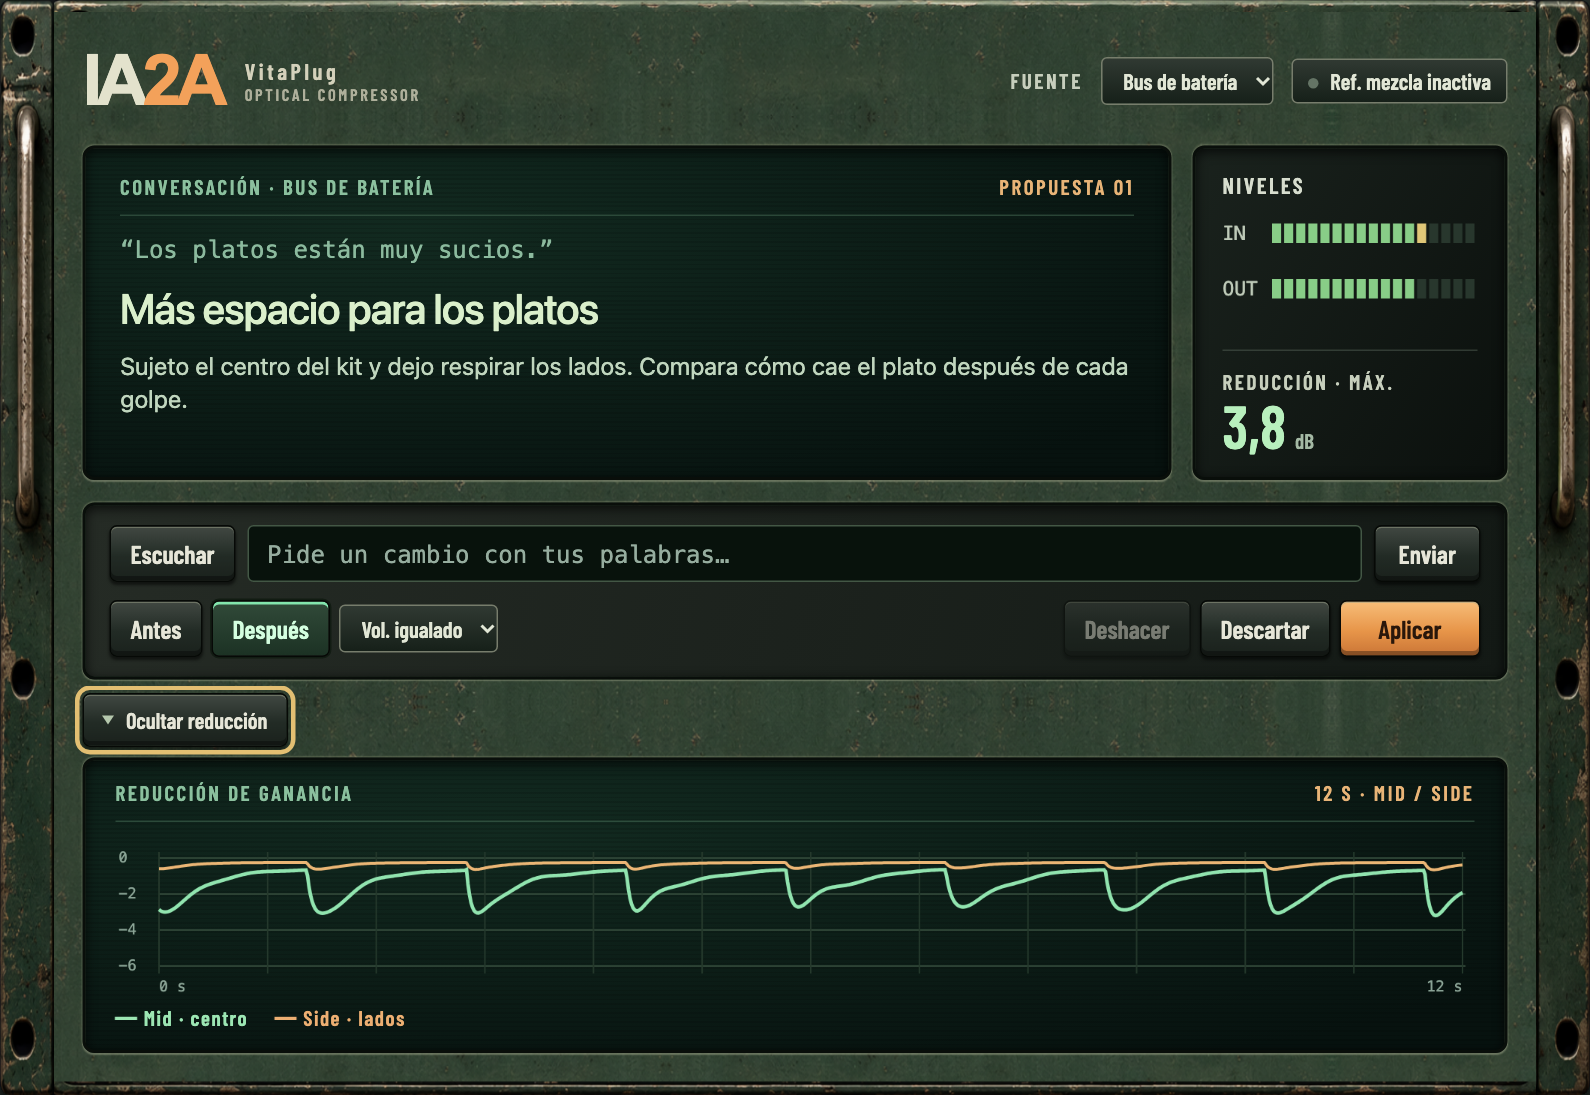 IA2A
VitaPlug
OPTICAL COMPRESSOR
FUENTE
Bus de batería
Ref. mezcla inactiva
CONVERSACIÓN · BUS DE BATERÍA
PROPUESTA 01
“Los platos están muy sucios.”
Más espacio para los platos
Sujeto el centro del kit y dejo respirar los lados. Compara cómo cae el plato después de cada
golpe.
NIVELES
IN
OUT
REDUCCIÓN · MÁX.
3,8 dB
Escuchar
Pide un cambio con tus palabras…
Enviar
Antes
Después
Vol. igualado
Deshacer
Descartar
Aplicar
Ocultar reducción
REDUCCIÓN DE GANANCIA
12 S · MID / SIDE
0
−2
−4
−6
0 s
12 s
Mid · centro
Side · lados